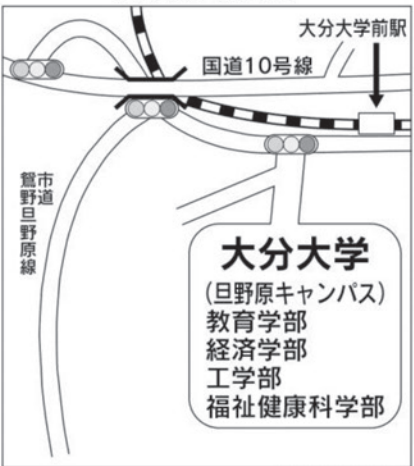 大分大学前駅
国道10号線
市道
鴛野旦野原線
大分大学
(旦野原キャンパス)
教育学部
経済学部
工学部
福祉健康科学部